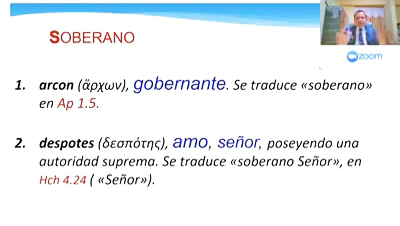 SOBERANO
zoom
1. arcon (ἄρχων), gobernante. Se traduce «soberano»
en Ap 1.5.
2. despotes (δεσπότης), amo, señor, poseyendo una
autoridad suprema. Se traduce «soberano Señor», en
Hch 4.24 ( «Señor»).